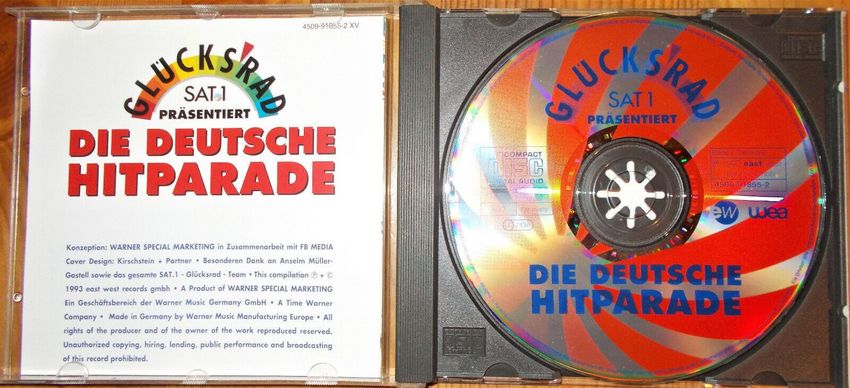 4509-91855-2 XV
GLÜCKS'RAD
SAT.1
PRÄSENTIERT
DIE DEUTSCHE
HITPARADE
Konzeption: WARNER SPECIAL MARKETING in Zusammenarbeit mit FB MEDIA
Cover Design: Kirschstein + Partner • Besonderen Dank an Anselm Müller-
Gastell sowie das gesamte SAT.1 - Glücksrad - Team • This compilation ℗ + ©
1993 east west records gmbh • A Product of WARNER SPECIAL MARKETING
Ein Geschäftsbereich der Warner Music Germany GmbH • A Time Warner
Company • Made in Germany by Warner Music Manufacturing Europe • All
rights of the producer and of the owner of the work reproduced reserved.
Unauthorized copying, hiring, lending, public performance and broadcasting
of this record prohibited.
GLÜCKS'RAD
SAT.1
PRÄSENTIERT
COMPACT
disc
DIGITAL AUDIO
east
4509-91855-2
ew wea
DIE DEUTSCHE
HITPARADE